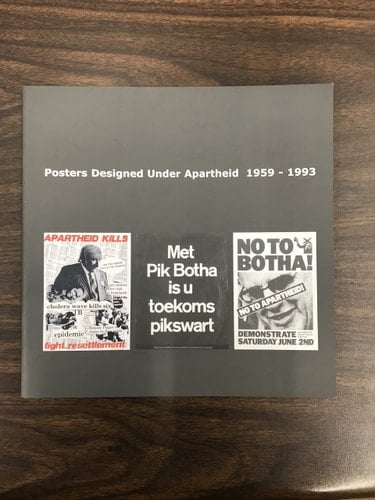 Posters Designed Under Apartheid 1959 - 1993
APARTHEID KILLS
cholera wave kills six
TB
epidemic
fight resettlement
Met
Pik Botha
is u
toekoms
pikswart
NO TO
BOTHA!
NO TO APARTHEID!
DEMONSTRATE
SATURDAY JUNE 2ND